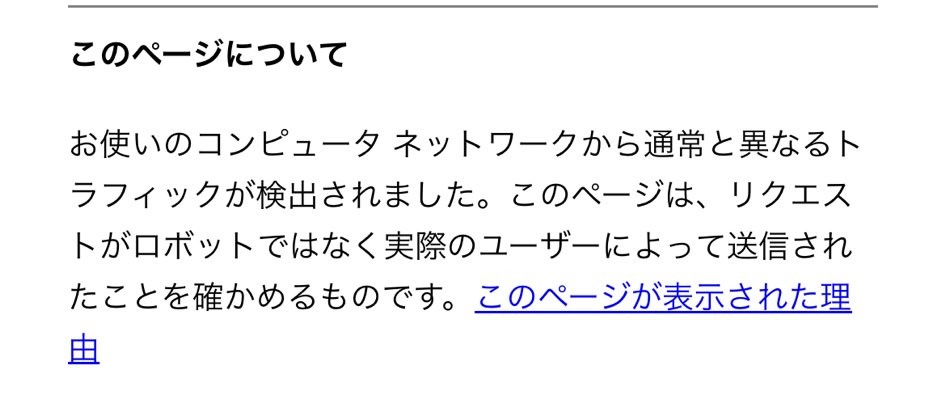 このページについて
お使いのコンピュータ ネットワークから通常と異なるト
ラフィックが検出されました。このページは、リクエス
トがロボットではなく実際のユーザーによって送信され
たことを確かめるものです。このページが表示された理
由